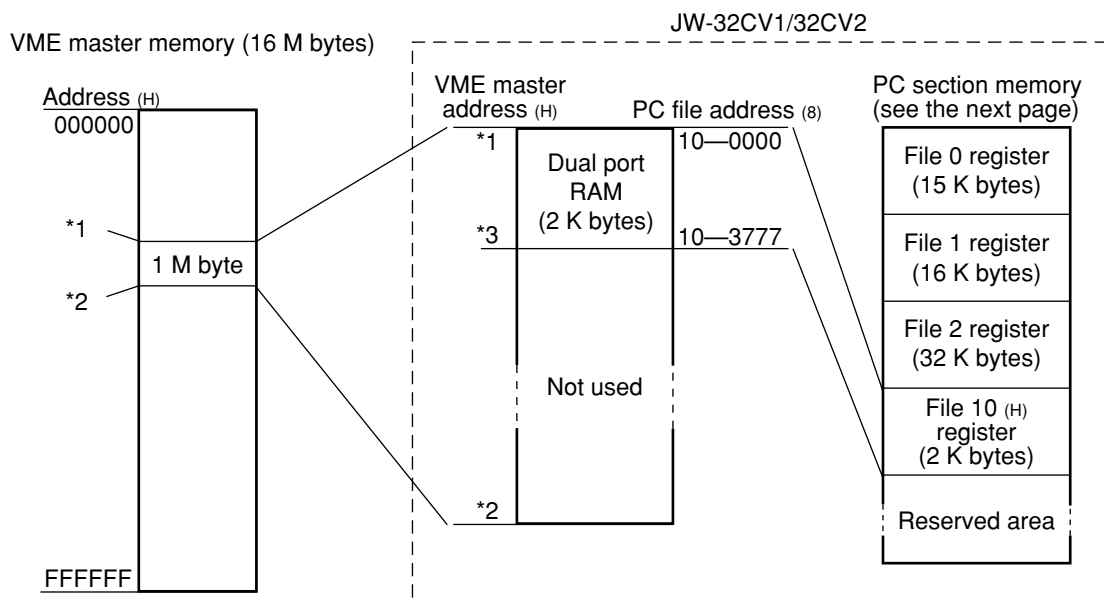 JW-32CV1/32CV2
VME master memory (16 M bytes)
Address (H)
000000
*1
1 M byte
*2
FFFFFF
VME master
address (H)
PC file address (8)
*1
10—0000
Dual port
RAM
(2 K bytes)
*3
10—3777
Not used
*2
PC section memory
(see the next page)
File 0 register
(15 K bytes)
File 1 register
(16 K bytes)
File 2 register
(32 K bytes)
File 10 (H)
register
(2 K bytes)
Reserved area